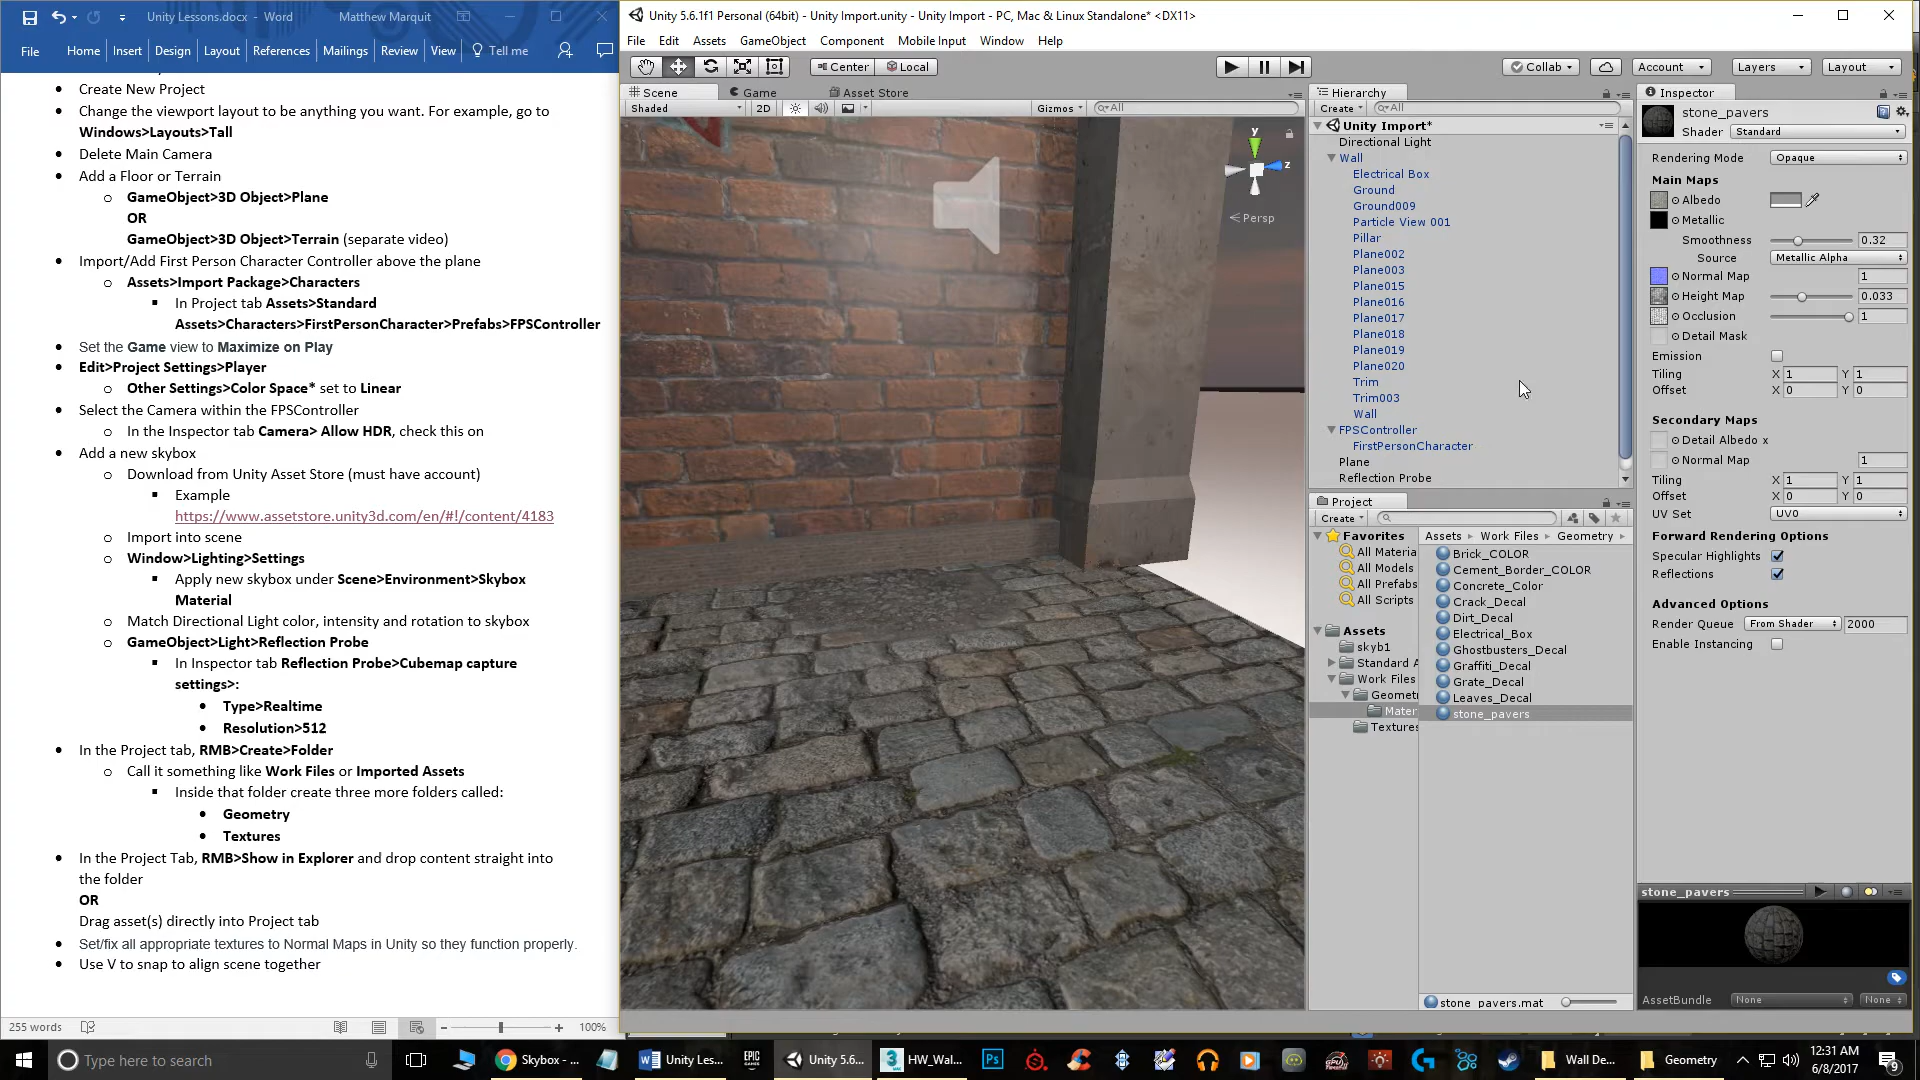 Unity Lessons.docx - Word
Matthew Marquit
File Home Insert Design Layout References Mailings Review View Tell me
Create New Project
Change the viewport layout to be anything you want. For example, go to
Windows>Layouts>Tall
Delete Main Camera
Add a Floor or Terrain
GameObject>3D Object>Plane
OR
GameObject>3D Object>Terrain (separate video)
Import/Add First Person Character Controller above the plane
Assets>Import Package>Characters
In Project tab Assets>Standard
Assets>Characters>FirstPersonCharacter>Prefabs>FPSController
Set the Game view to Maximize on Play
Edit>Project Settings>Player
Other Settings>Color Space* set to Linear
Select the Camera within the FPSController
In the Inspector tab Camera> Allow HDR, check this on
Add a new skybox
Download from Unity Asset Store (must have account)
Example
https://www.assetstore.unity3d.com/en/#!/content/4183
Import into scene
Window>Lighting>Settings
Apply new skybox under Scene>Environment>Skybox
Material
Match Directional Light color, intensity and rotation to skybox
GameObject>Light>Reflection Probe
In Inspector tab Reflection Probe>Cubemap capture
settings>:
Type>Realtime
Resolution>512
In the Project tab, RMB>Create>Folder
Call it something like Work Files or Imported Assets
Inside that folder create three more folders called:
Geometry
Textures
In the Project Tab, RMB>Show in Explorer and drop content straight into
the folder
OR
Drag asset(s) directly into Project tab
Set/fix all appropriate textures to Normal Maps in Unity so they function properly.
Use V to snap to align scene together
255 words
100%
Unity 5.6.1f1 Personal (64bit) - Unity Import.unity - Unity Import - PC, Mac & Linux Standalone* <DX11>
File Edit Assets GameObject Component Mobile Input Window Help
Center Local
Collab Account Layers Layout
Scene Game Asset Store
Shaded 2D Gizmos All
y
z
Persp
Hierarchy
Create All
Unity Import*
Directional Light
Wall
Electrical Box
Ground
Ground009
Particle View 001
Pillar
Plane002
Plane003
Plane015
Plane016
Plane017
Plane018
Plane019
Plane020
Trim
Trim003
Wall
FPSController
FirstPersonCharacter
Plane
Reflection Probe
Project
Create
Favorites
All Materia
All Models
All Prefabs
All Scripts
Assets
skyb1
Standard A
Work Files
Geomet
Mater
Textures
Assets Work Files Geometry
Brick_COLOR
Cement_Border_COLOR
Concrete_Color
Crack_Decal
Dirt_Decal
Electrical_Box
Ghostbusters_Decal
Graffiti_Decal
Grate_Decal
Leaves_Decal
stone_pavers
stone_pavers.mat
Inspector
stone_pavers
Shader Standard
Rendering Mode Opaque
Main Maps
Albedo
Metallic
Smoothness 0.32
Source Metallic Alpha
Normal Map 1
Height Map 0.033
Occlusion 1
Detail Mask
Emission
Tiling X 1 Y 1
Offset X 0 Y 0
Secondary Maps
Detail Albedo x
Normal Map 1
Tiling X 1 Y 1
Offset X 0 Y 0
UV Set UV0
Forward Rendering Options
Specular Highlights
Reflections
Advanced Options
Render Queue From Shader 2000
Enable Instancing
stone_pavers
AssetBundle None None
Type here to search
Skybox - ...
Unity Les...
EPIC GAMES
Unity 5.6...
HW_Wal...
Ps
Wall De...
Geometry
12:31 AM
6/8/2017
9